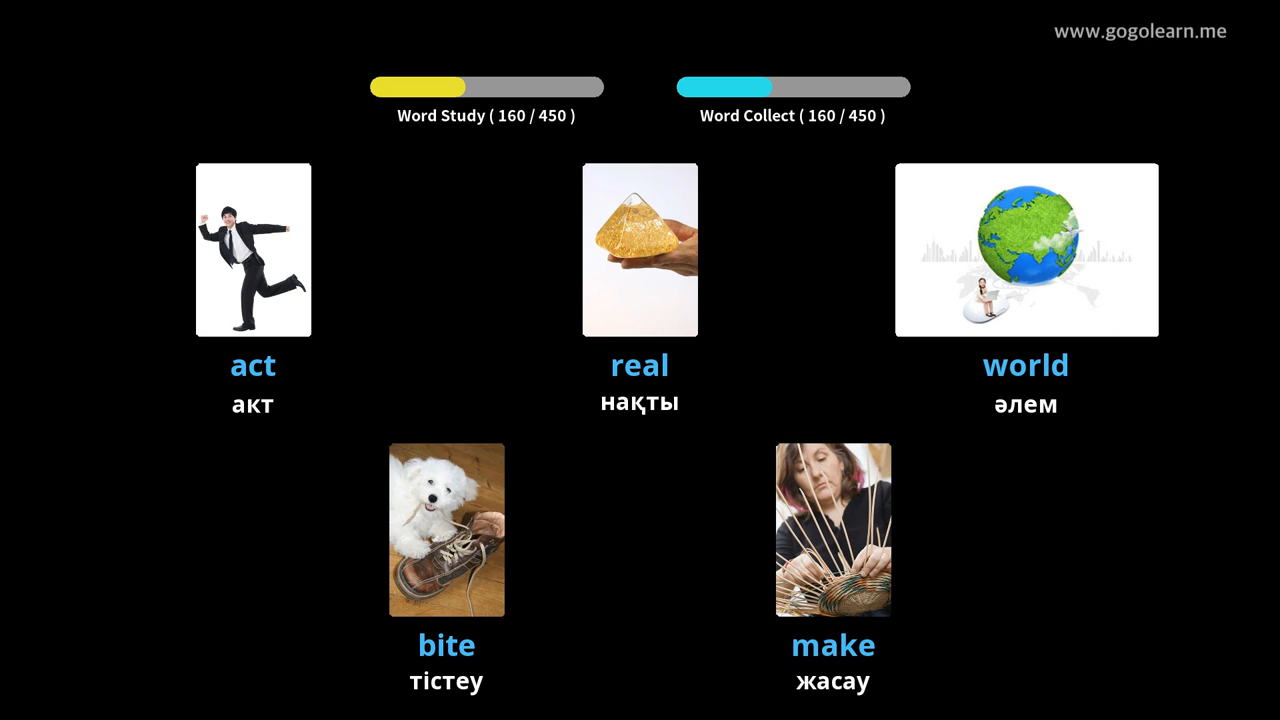 www.gogolearn.me
Word Study ( 160 / 450 )
Word Collect ( 160 / 450 )
act
акт
real
нақты
world
әлем
bite
тістеу
make
жасау